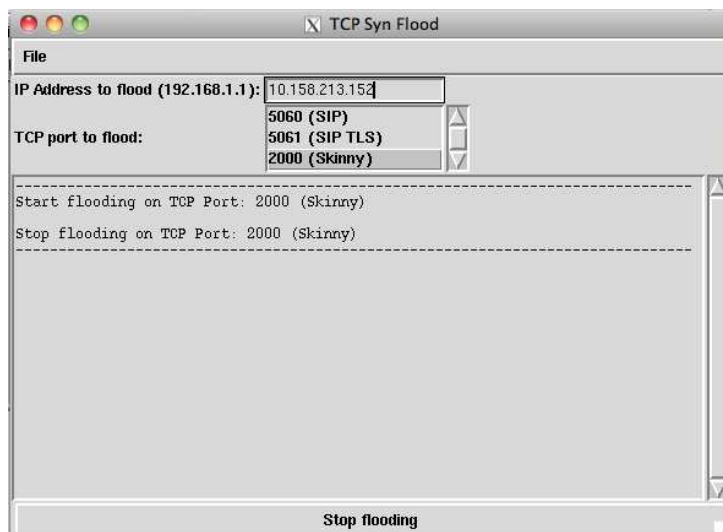 TCP Syn Flood
File
IP Address to flood (192.168.1.1): 10.158.213.152
5060 (SIP)
TCP port to flood: 5061 (SIP TLS)
2000 (Skinny)
Start flooding on TCP Port: 2000 (Skinny)
Stop flooding on TCP Port: 2000 (Skinny)
Stop flooding